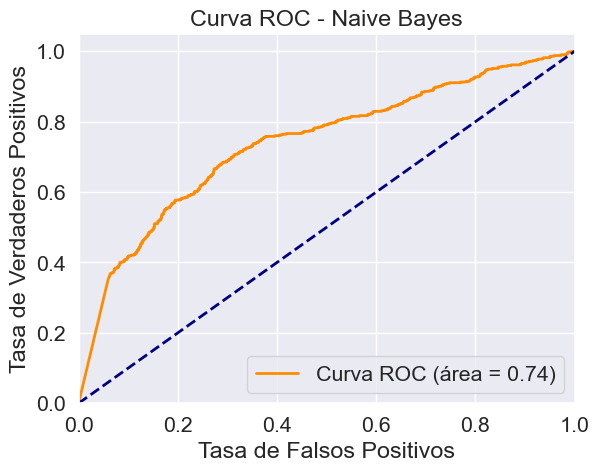 Curva ROC - Naive Bayes
Tasa de Verdaderos Positivos
1.0
0.8
0.6
0.4
0.2
0.0
Curva ROC (área = 0.74)
0.0 0.2 0.4 0.6 0.8 1.0
Tasa de Falsos Positivos